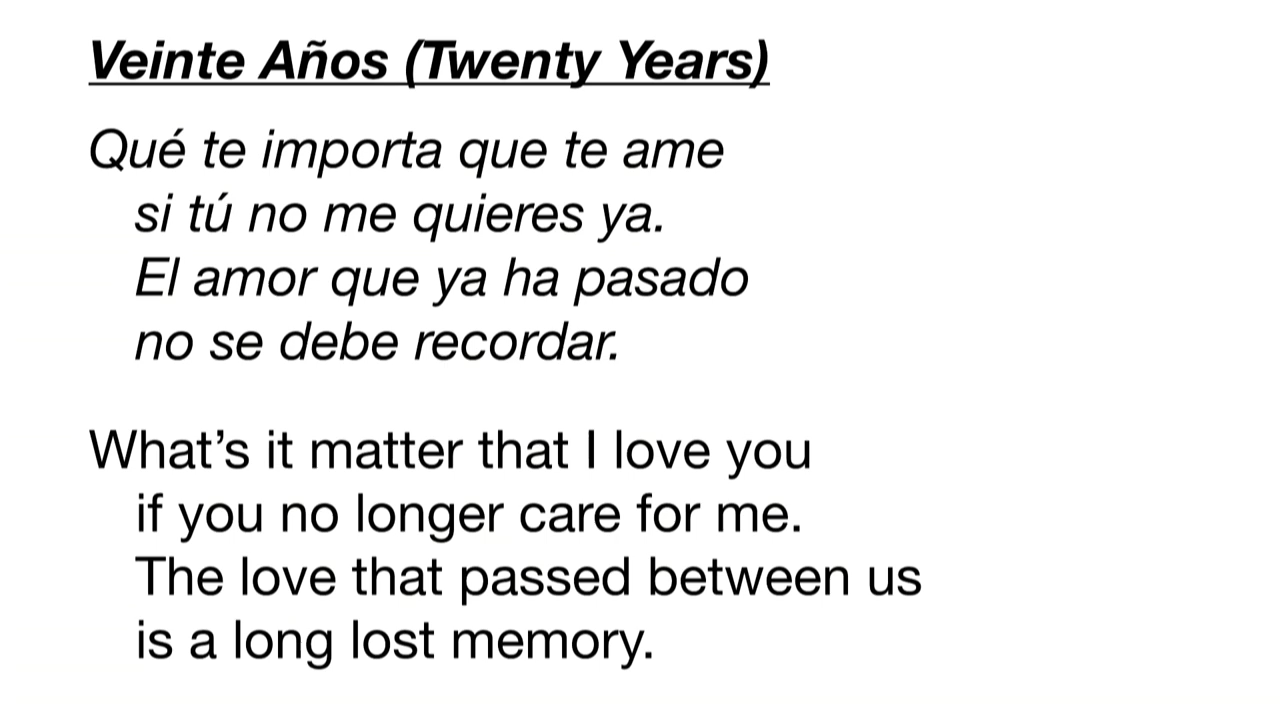 Veinte Años (Twenty Years)
Qué te importa que te ame
si tú no me quieres ya.
El amor que ya ha pasado
no se debe recordar.
What’s it matter that I love you
if you no longer care for me.
The love that passed between us
is a long lost memory.